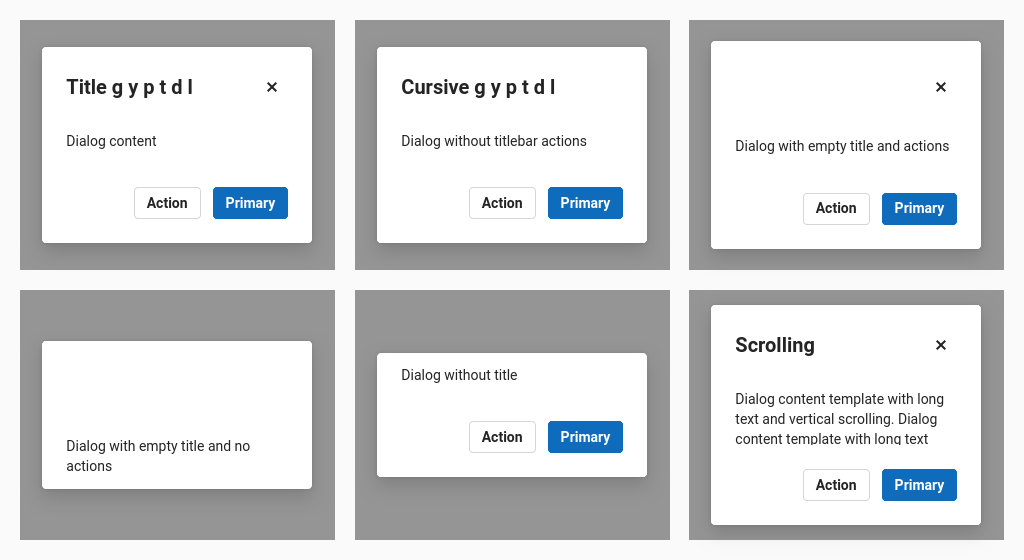 Title g y p t d l
Dialog content
Action Primary
Cursive g y p t d l
Dialog without titlebar actions
Action Primary
Dialog with empty title and actions
Action Primary
Dialog with empty title and no
actions
Dialog without title
Action Primary
Scrolling
Dialog content template with long
text and vertical scrolling. Dialog
content template with long text
Action Primary